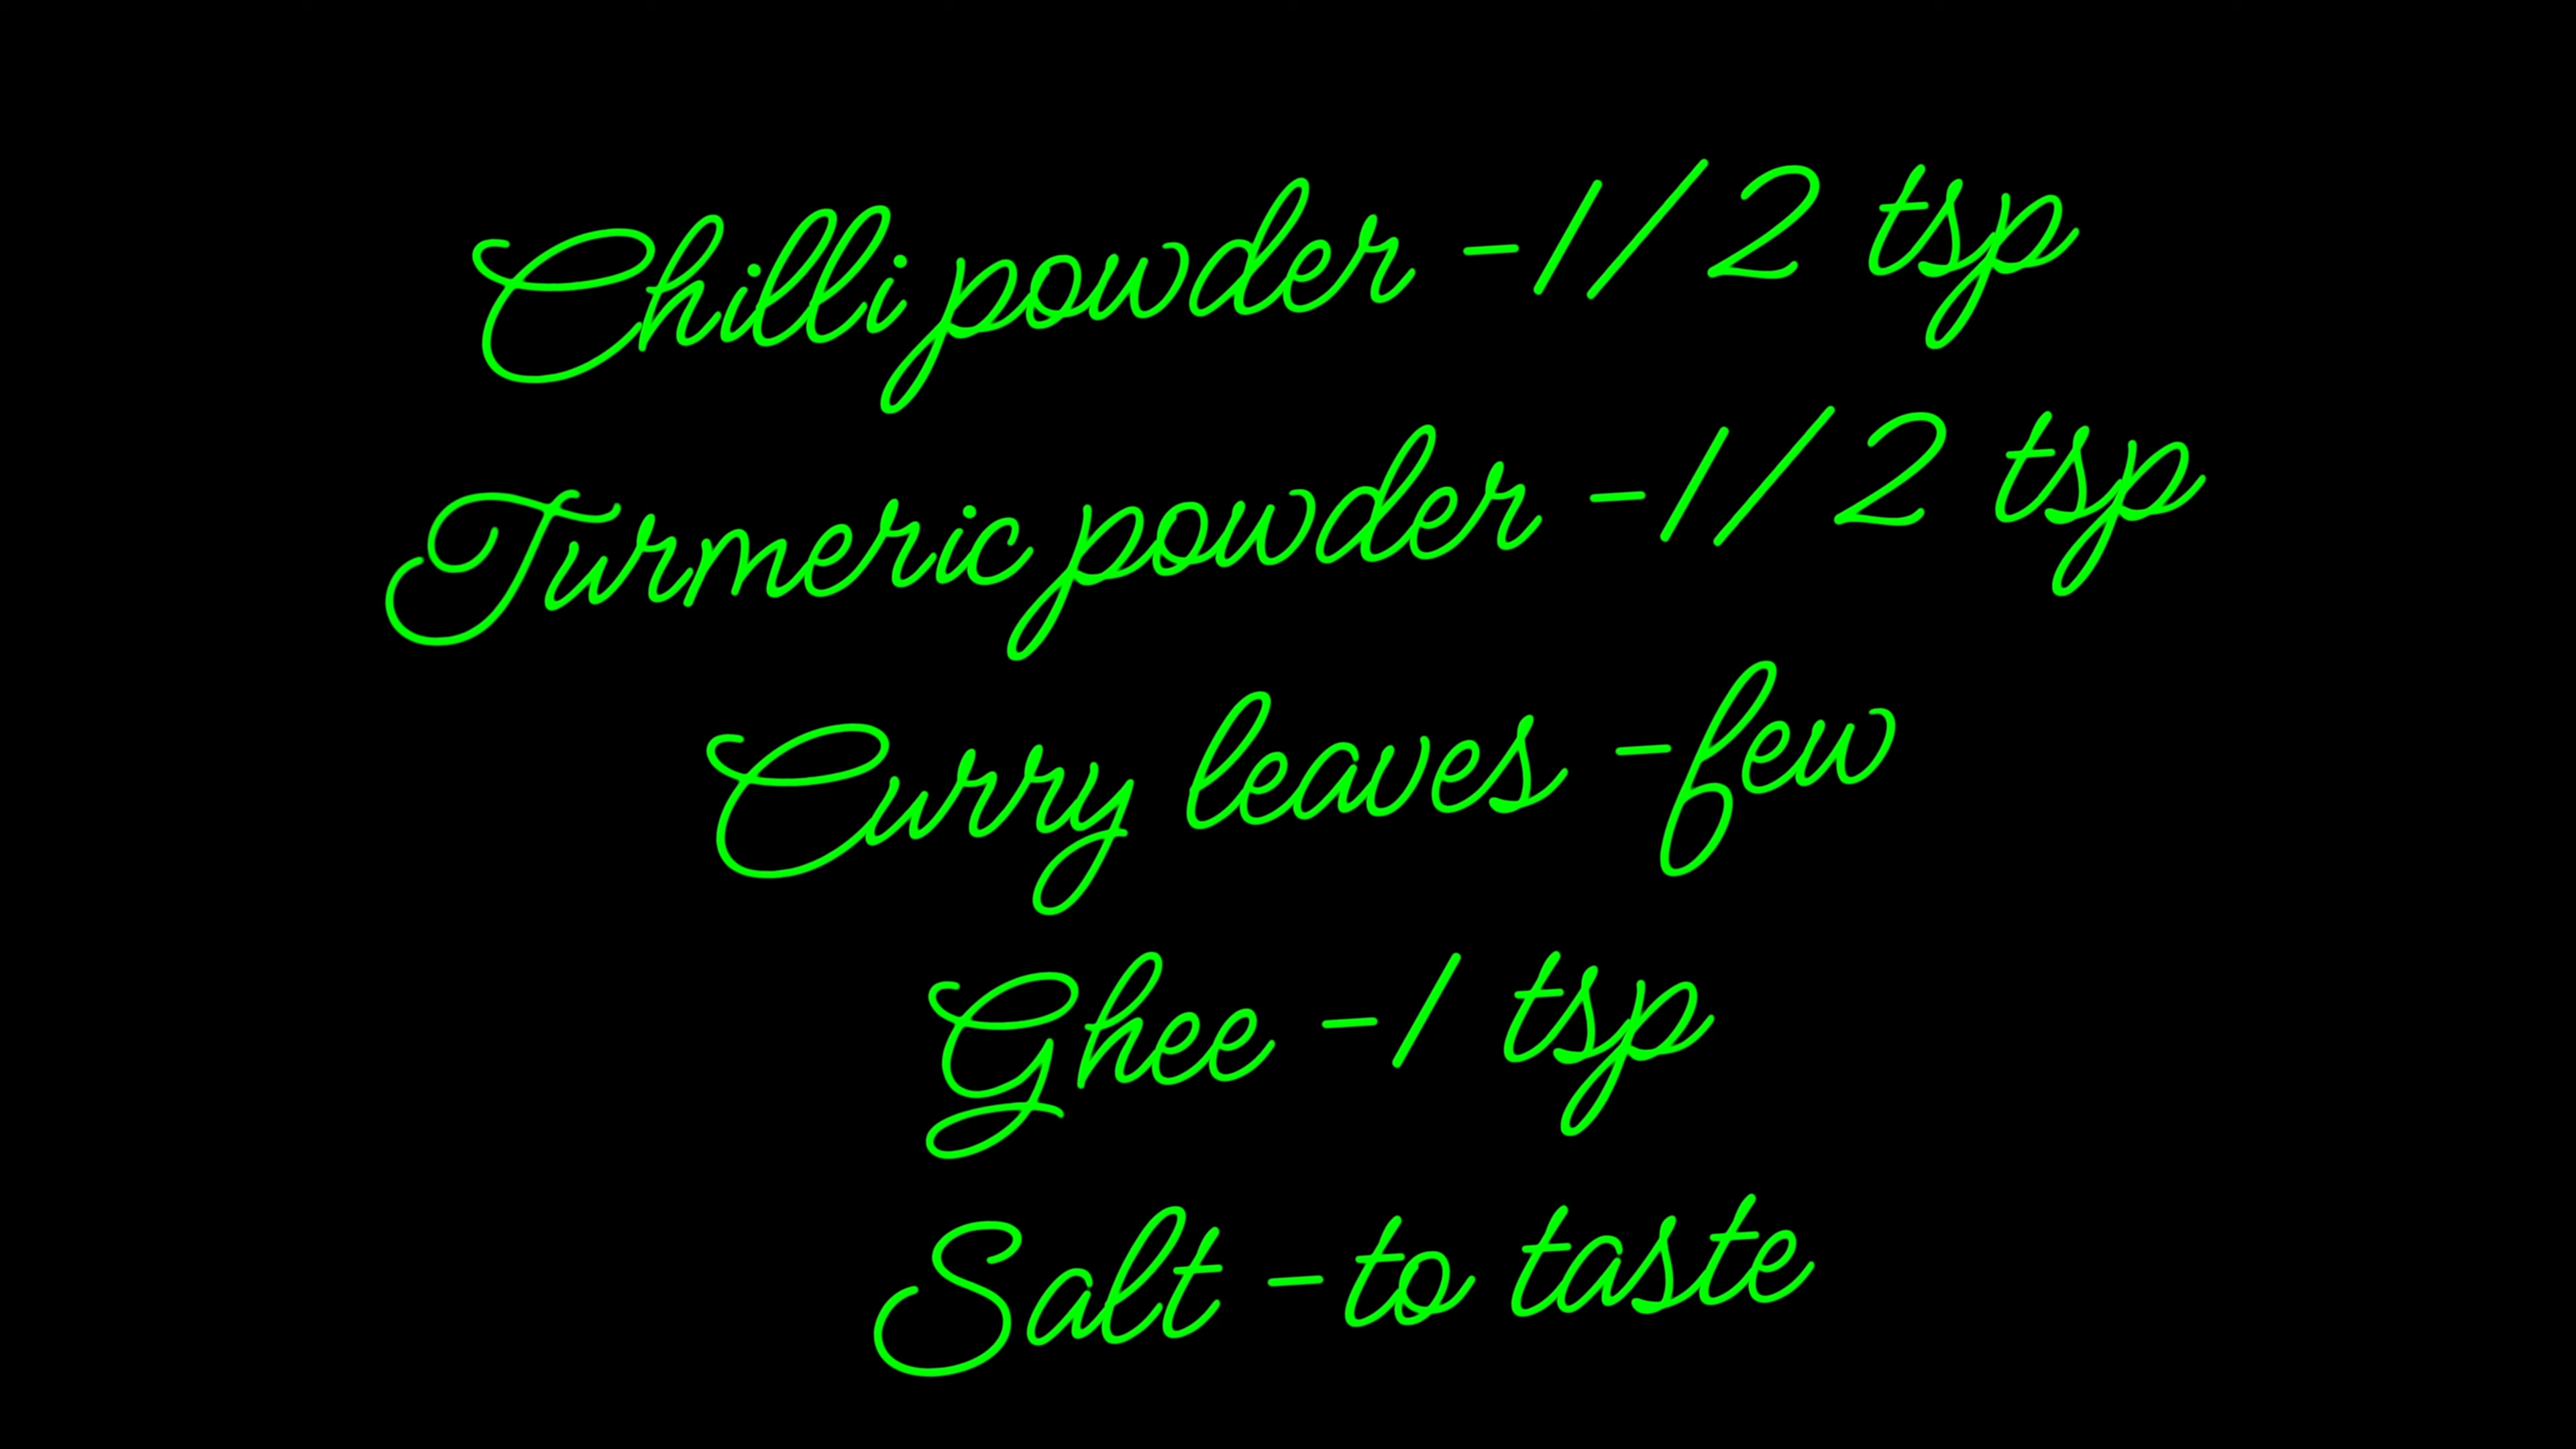 Chilli powder -1/2 tsp
Turmeric powder -1/2 tsp
Curry leaves -few
Ghee -1 tsp
Salt -to taste